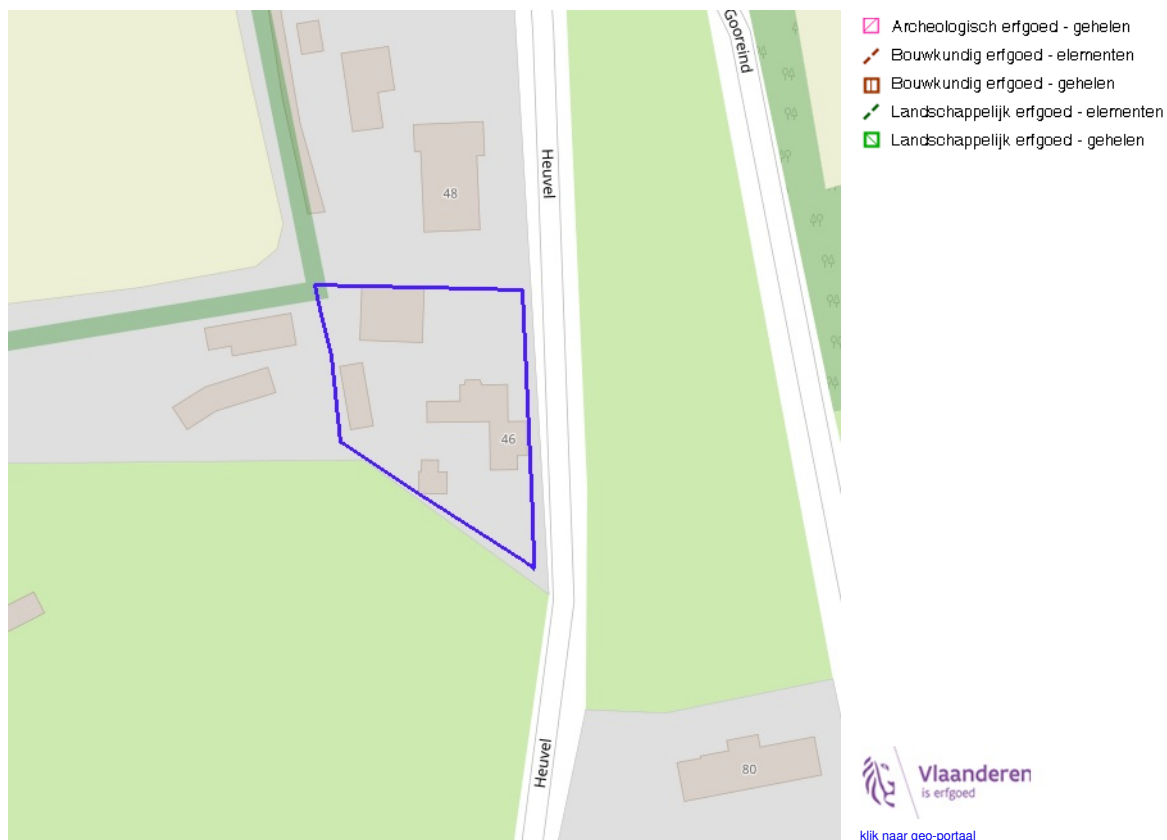 Gooreind
Heuvel
48
46
Heuvel
80
Archeologisch erfgoed - gehelen
Bouwkundig erfgoed - elementen
Bouwkundig erfgoed - gehelen
Landschappelijk erfgoed - elementen
Landschappelijk erfgoed - gehelen
Vlaanderen
is erfgoed
klik naar geo-portaal